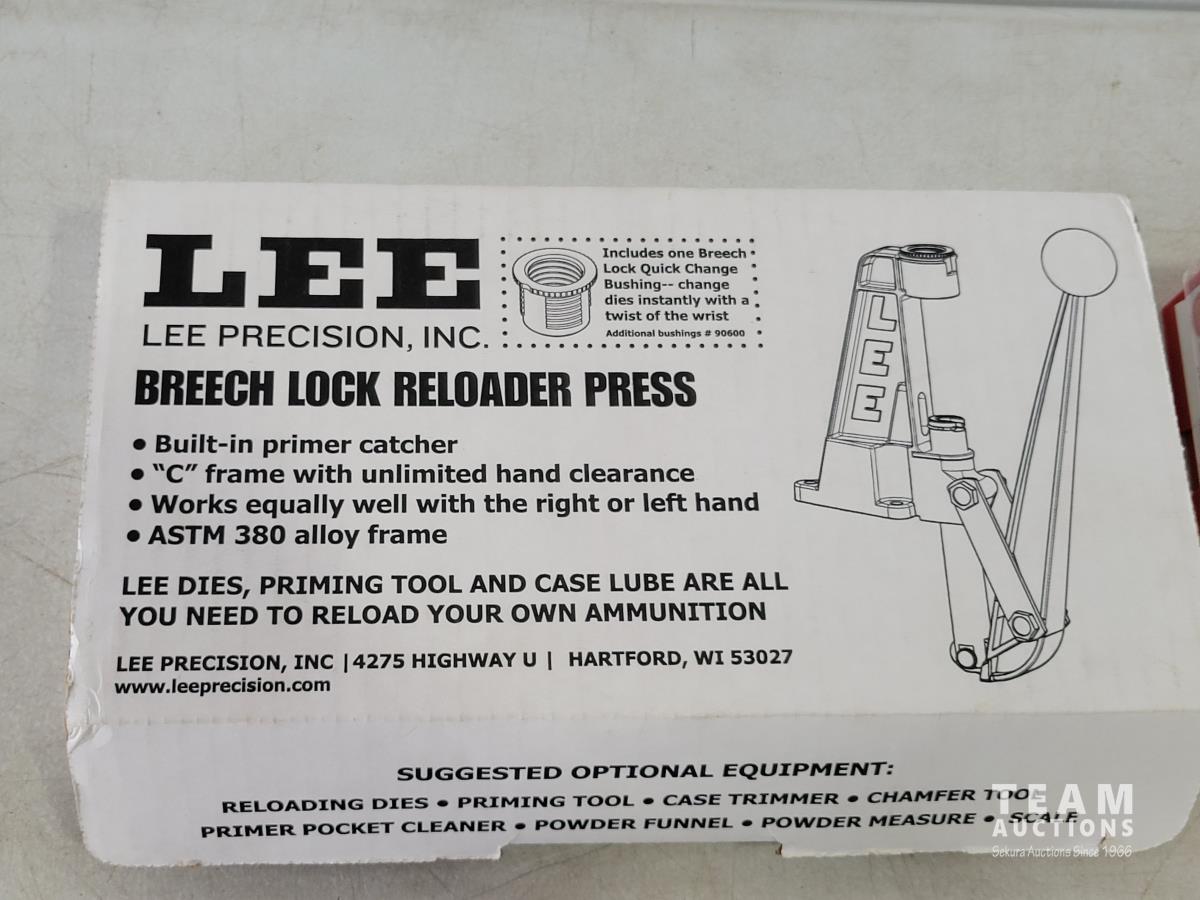 LEE
LEE PRECISION, INC.
Includes one Breech
Lock Quick Change
Bushing-- change
dies instantly with a
twist of the wrist
Additional bushings # 90600
BREECH LOCK RELOADER PRESS
• Built-in primer catcher
• “C” frame with unlimited hand clearance
• Works equally well with the right or left hand
• ASTM 380 alloy frame
LEE DIES, PRIMING TOOL AND CASE LUBE ARE ALL
YOU NEED TO RELOAD YOUR OWN AMMUNITION
LEE PRECISION, INC | 4275 HIGHWAY U | HARTFORD, WI 53027
www.leeprecision.com
LEE
SUGGESTED OPTIONAL EQUIPMENT:
RELOADING DIES • PRIMING TOOL • CASE TRIMMER • CHAMFER TOOL
PRIMER POCKET CLEANER • POWDER FUNNEL • POWDER MEASURE • SCALE
TEAM
AUCTIONS
Sekura Auctions Since 1966